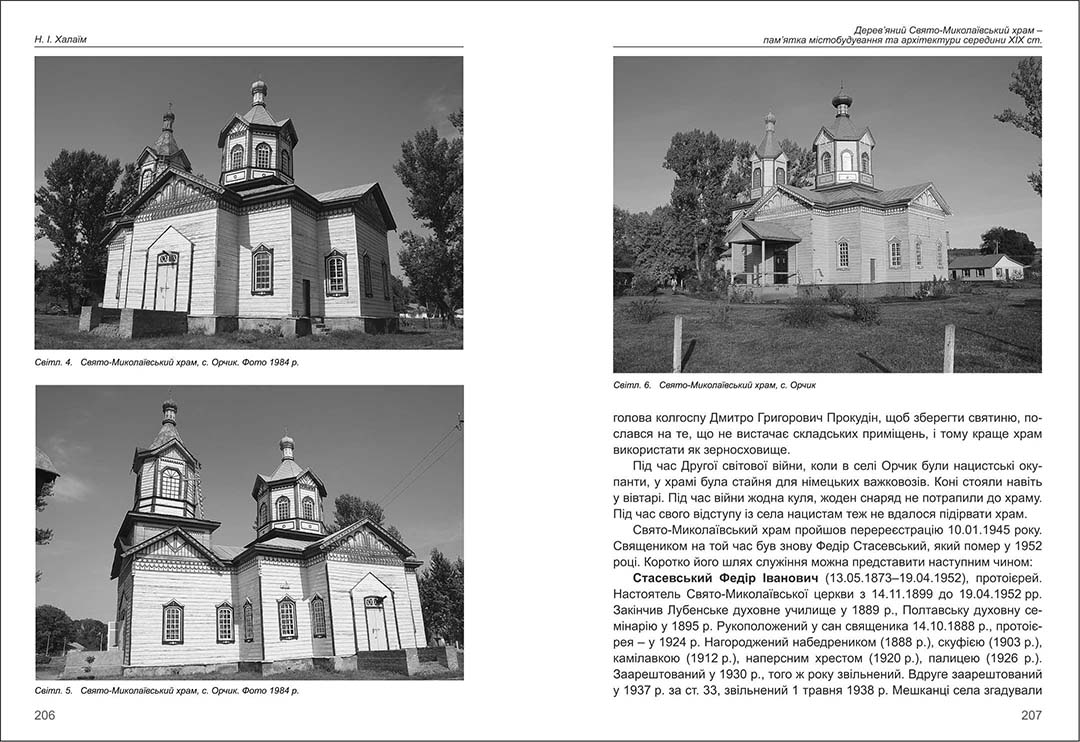 Н. І. Халаїм
Світл. 4. Свято-Миколаївський храм, с. Орчик. Фото 1984 р.
Світл. 5. Свято-Миколаївський храм, с. Орчик. Фото 1984 р.
206
Дерев’яний Свято-Миколаївський храм –
пам’ятка містобудування та архітектури середини XIX ст.
Світл. 6. Свято-Миколаївський храм, с. Орчик
голова колгоспу Дмитро Григорович Прокудін, щоб зберегти святиню, по-
слався на те, що не вистачає складських приміщень, і тому краще храм
використати як зерносховище.
Під час Другої світової війни, коли в селі Орчик були нацистські оку-
панти, у храмі була стайня для німецьких важковозів. Коні стояли навіть
у вівтарі. Під час війни жодна куля, жоден снаряд не потрапили до храму.
Під час свого відступу із села нацистам теж не вдалося підірвати храм.
Свято-Миколаївський храм пройшов перереєстрацію 10.01.1945 року.
Священиком на той час був знову Федір Стасевський, який помер у 1952
році. Коротко його шлях служіння можна представити наступним чином:
Стасевський Федір Іванович (13.05.1873–19.04.1952), протоієрей.
Настоятель Свято-Миколаївської церкви з 14.11.1899 до 19.04.1952 рр.
Закінчив Лубенське духовне училище у 1889 р., Полтавську духовну се-
мінарію у 1895 р. Рукоположений у сан священика 14.10.1888 р., протоіє-
рея – у 1924 р. Нагороджений набедреником (1888 р.), скуфією (1903 р.),
камілавкою (1912 р.), наперсним хрестом (1920 р.), палицею (1926 р.).
Заарештований у 1930 р., того ж року звільнений. Вдруге заарештований
у 1937 р. за ст. 33, звільнений 1 травня 1938 р. Мешканці села згадували
207